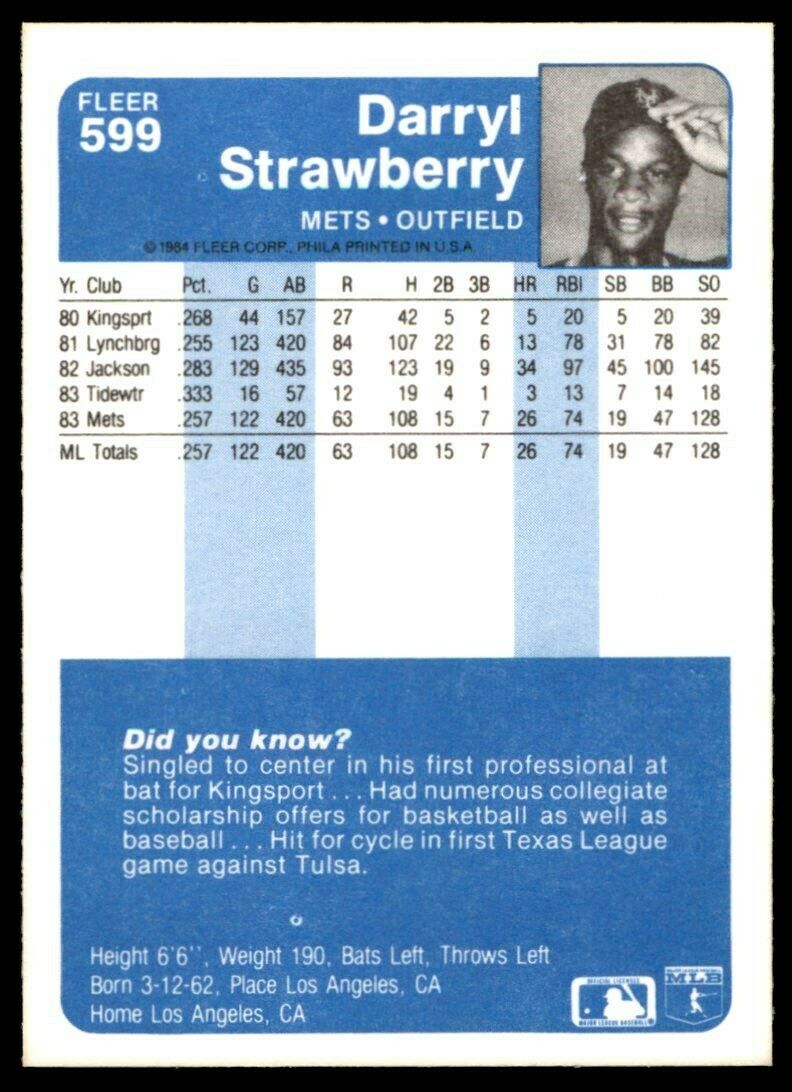 FLEER
599
Darryl
Strawberry
METS • OUTFIELD
© 1984 FLEER CORP., PHILA PRINTED IN U.S.A.
Yr. Club Pct. G AB R H 2B 3B HR RBI SB BB SO
80 Kingsprt .268 44 157 27 42 5 2 5 20 5 20 39
81 Lynchbrg .255 123 420 84 107 22 6 13 78 31 78 82
82 Jackson .283 129 435 93 123 19 9 34 97 45 100 145
83 Tidewtr .333 16 57 12 19 4 1 3 13 7 14 18
83 Mets .257 122 420 63 108 15 7 26 74 19 47 128
ML Totals .257 122 420 63 108 15 7 26 74 19 47 128
Did you know?
Singled to center in his first professional at
bat for Kingsport . . . Had numerous collegiate
scholarship offers for basketball as well as
baseball . . . Hit for cycle in first Texas League
game against Tulsa.
Height 6'6'', Weight 190, Bats Left, Throws Left
Born 3-12-62, Place Los Angeles, CA
Home Los Angeles, CA
OFFICIAL LICENSEE
MAJOR LEAGUE BASEBALL
MLB